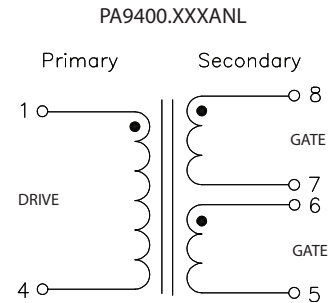 PA9400.XXXANL
Primary Secondary
8
1
GATE
7
DRIVE
6
GATE
4
5